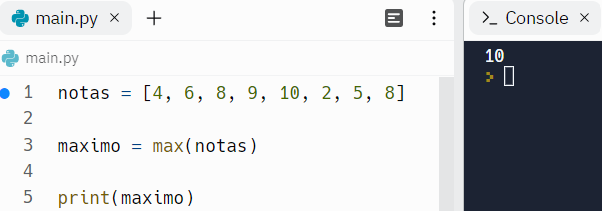 main.py × +
main.py
1 notas = [4, 6, 8, 9, 10, 2, 5, 8]
2
3 maximo = max(notas)
4
5 print(maximo)
>_ Console ×
10
>